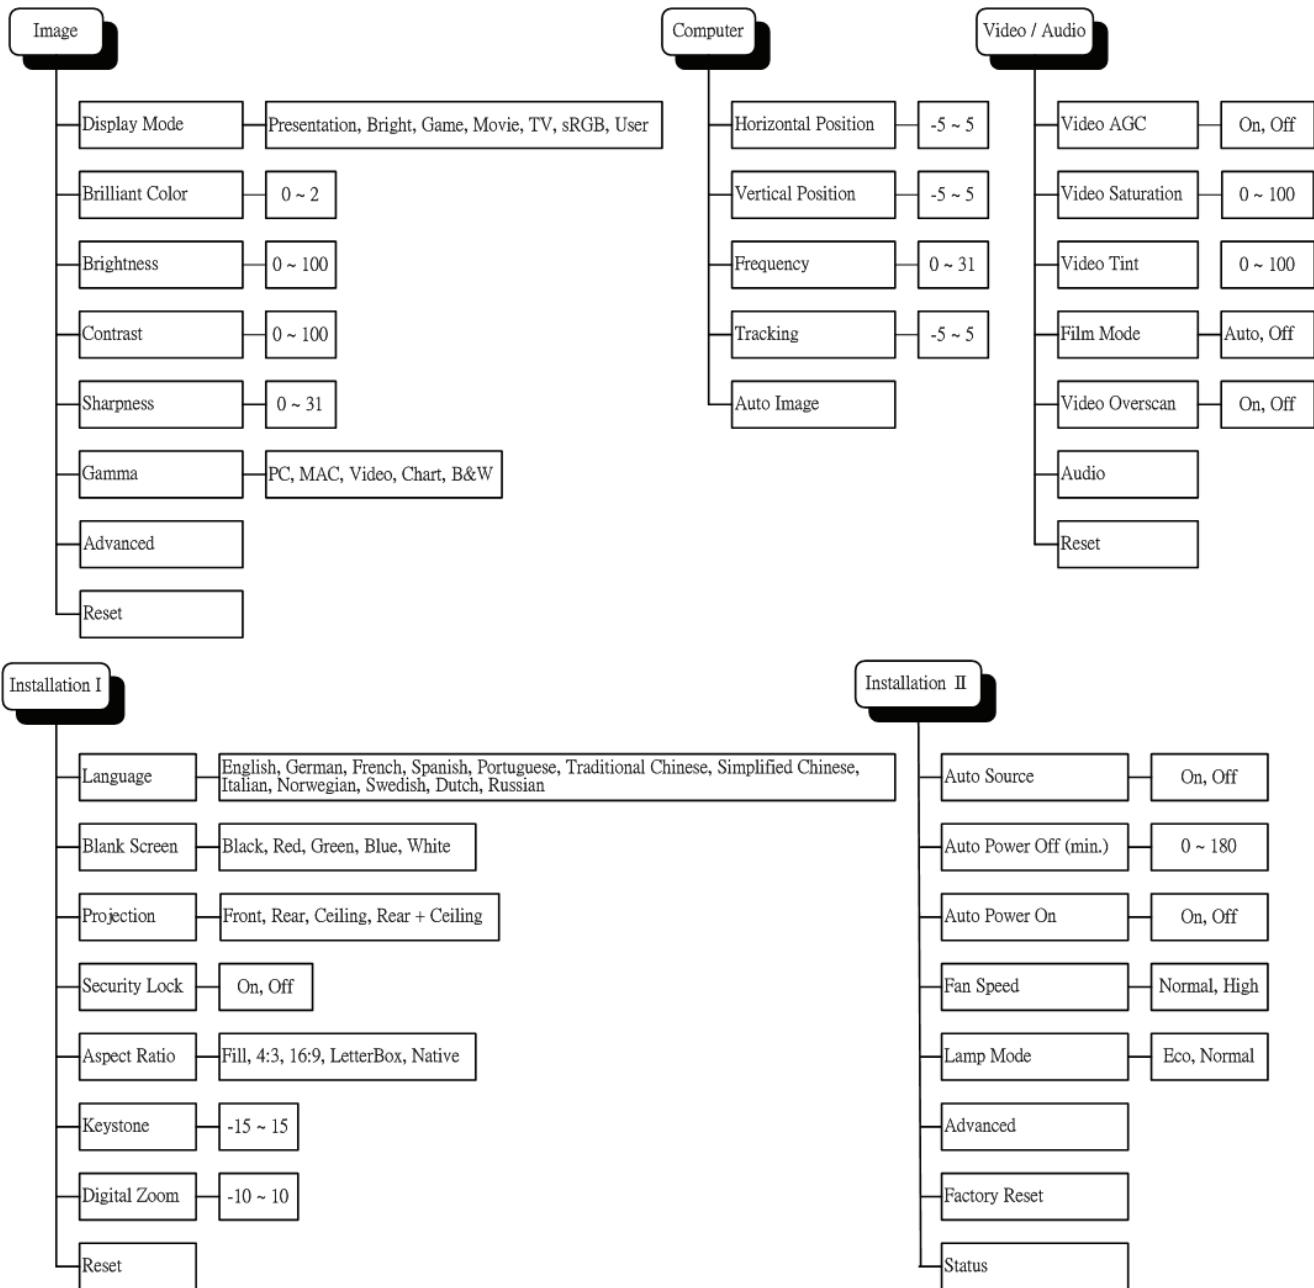 Image
Display Mode
Presentation, Bright, Game, Movie, TV, sRGB, User
Brilliant Color
0 ~ 2
Brightness
0 ~ 100
Contrast
0 ~ 100
Sharpness
0 ~ 31
Gamma
PC, MAC, Video, Chart, B&W
Advanced
Reset
Computer
Horizontal Position
-5 ~ 5
Vertical Position
-5 ~ 5
Frequency
0 ~ 31
Tracking
-5 ~ 5
Auto Image
Video / Audio
Video AGC
On, Off
Video Saturation
0 ~ 100
Video Tint
0 ~ 100
Film Mode
Auto, Off
Video Overscan
On, Off
Audio
Reset
Installation I
Language
English, German, French, Spanish, Portuguese, Traditional Chinese, Simplified Chinese,
Italian, Norwegian, Swedish, Dutch, Russian
Blank Screen
Black, Red, Green, Blue, White
Projection
Front, Rear, Ceiling, Rear + Ceiling
Security Lock
On, Off
Aspect Ratio
Fill, 4:3, 16:9, LetterBox, Native
Keystone
-15 ~ 15
Digital Zoom
-10 ~ 10
Reset
Installation Ⅱ
Auto Source
On, Off
Auto Power Off (min.)
0 ~ 180
Auto Power On
On, Off
Fan Speed
Normal, High
Lamp Mode
Eco, Normal
Advanced
Factory Reset
Status